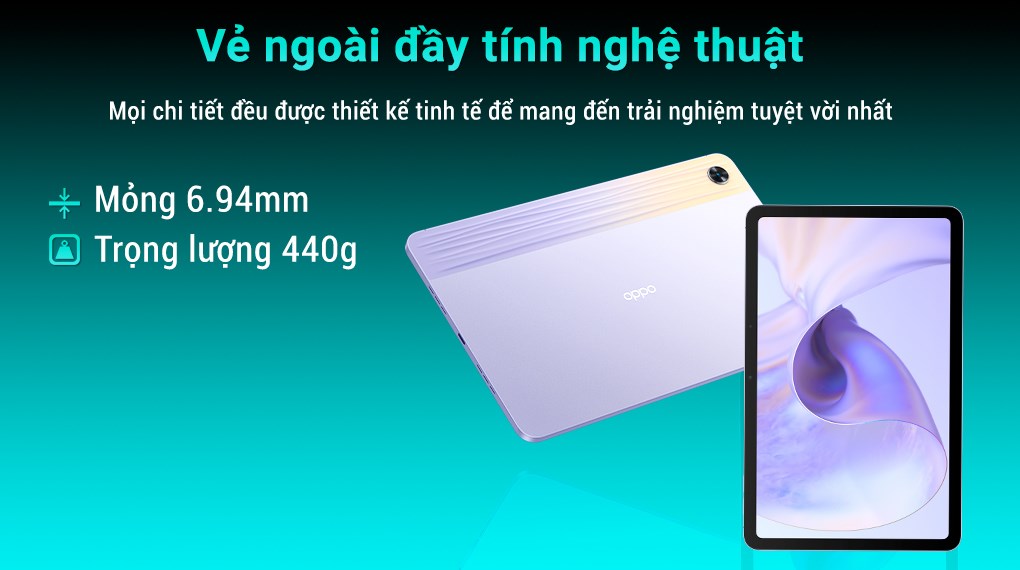 Vẻ ngoài đầy tính nghệ thuật
Mọi chi tiết đều được thiết kế tinh tế để mang đến trải nghiệm tuyệt vời nhất
Mỏng 6.94mm
Trọng lượng 440g
oppo